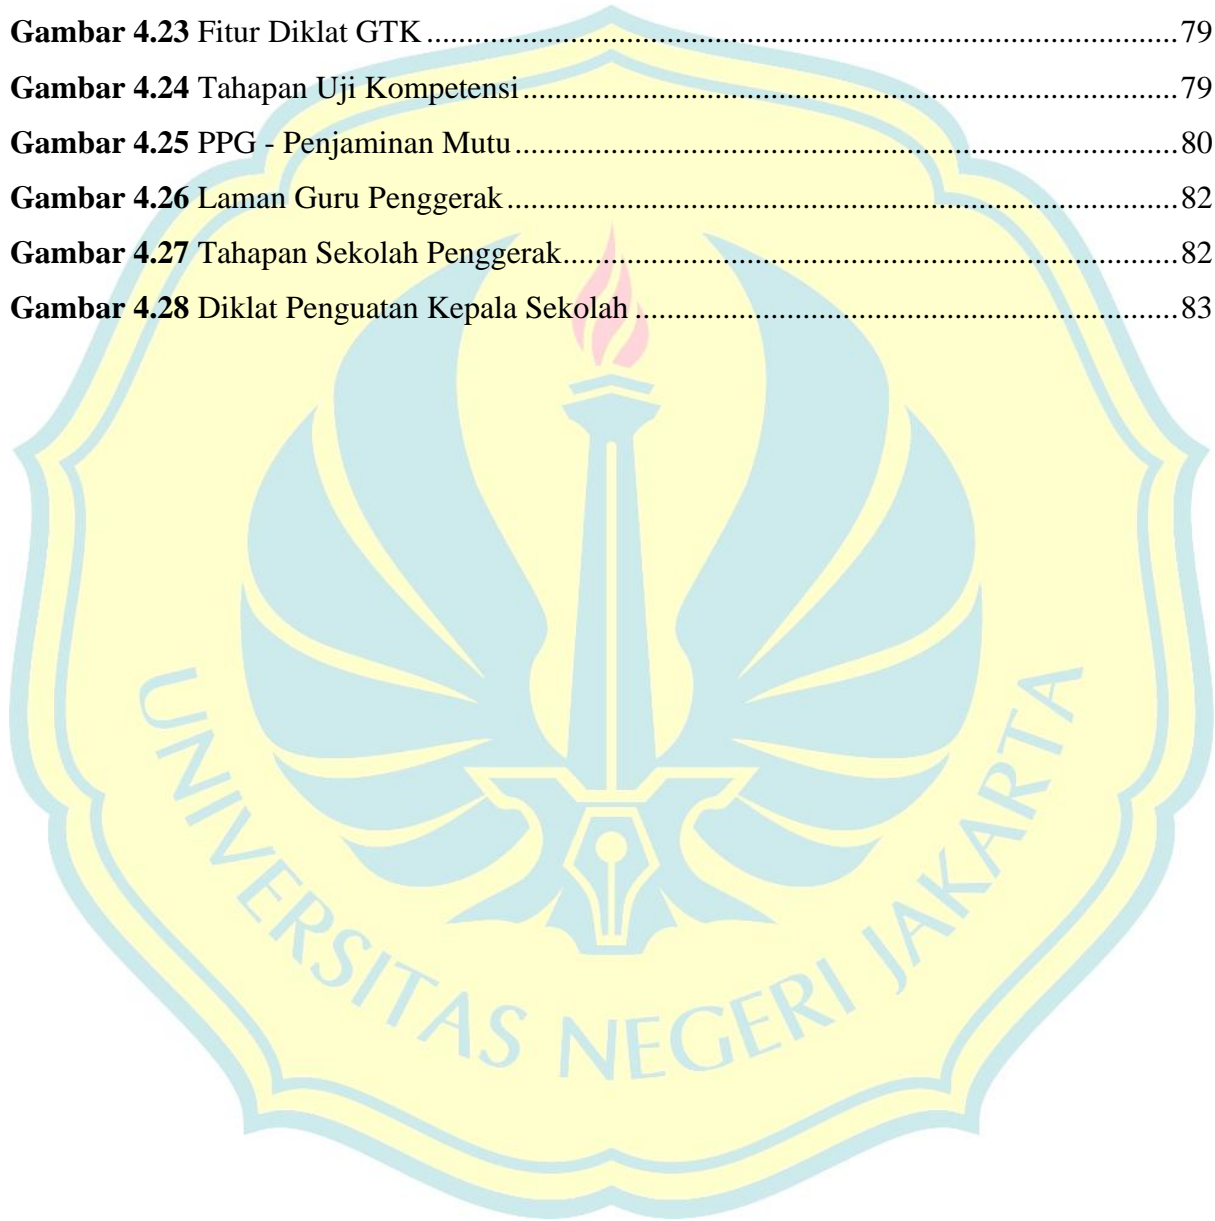 Gambar 4.23 Fitur Diklat GTK ........................................................................................ 79
Gambar 4.24 Tahapan Uji Kompetensi ........................................................................................ 79
Gambar 4.25 PPG - Penjaminan Mutu ........................................................................................ 80
Gambar 4.26 Laman Guru Penggerak ........................................................................................ 82
Gambar 4.27 Tahapan Sekolah Penggerak ........................................................................................ 82
Gambar 4.28 Diklat Penguatan Kepala Sekolah ........................................................................................ 83
UNIVERSITAS NEGERI JAKARTA